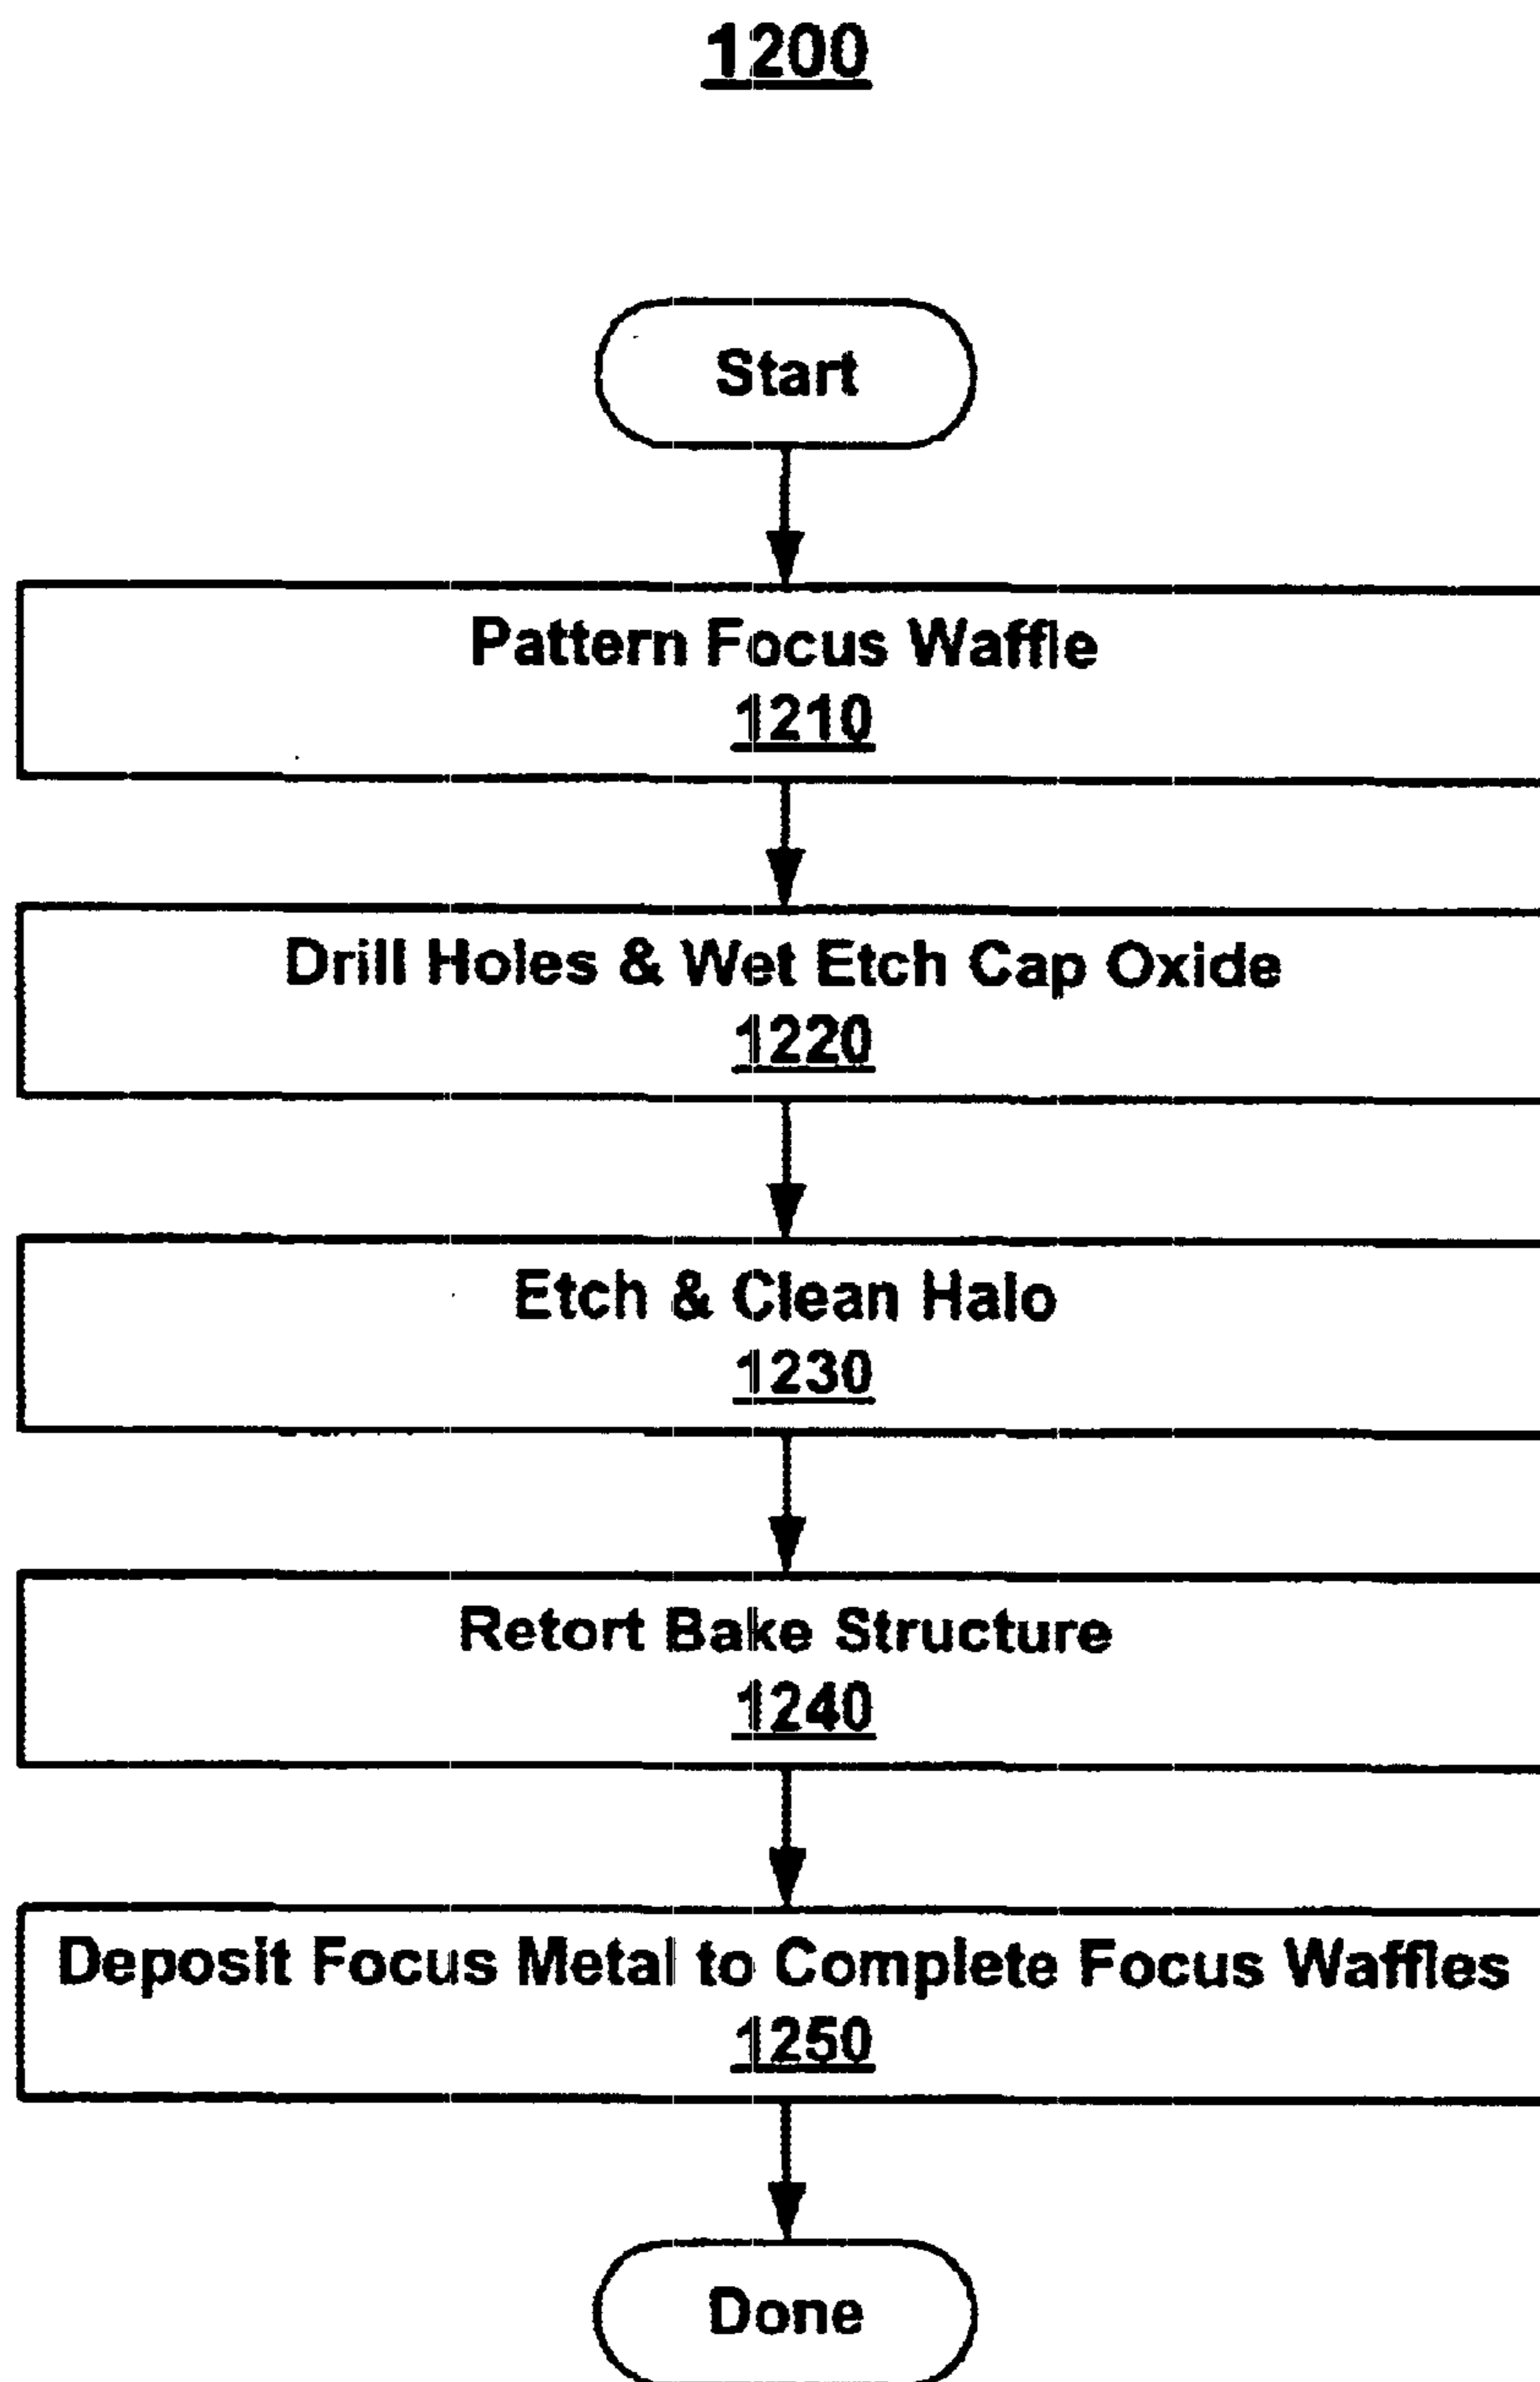 1200
Start
Pattern Focus Waffle
1210
Drill Holes & Wet Etch Cap Oxide
1220
Etch & Clean Halo
1230
Retort Bake Structure
1240
Deposit Focus Metal to Complete Focus Waffles
1250
Done